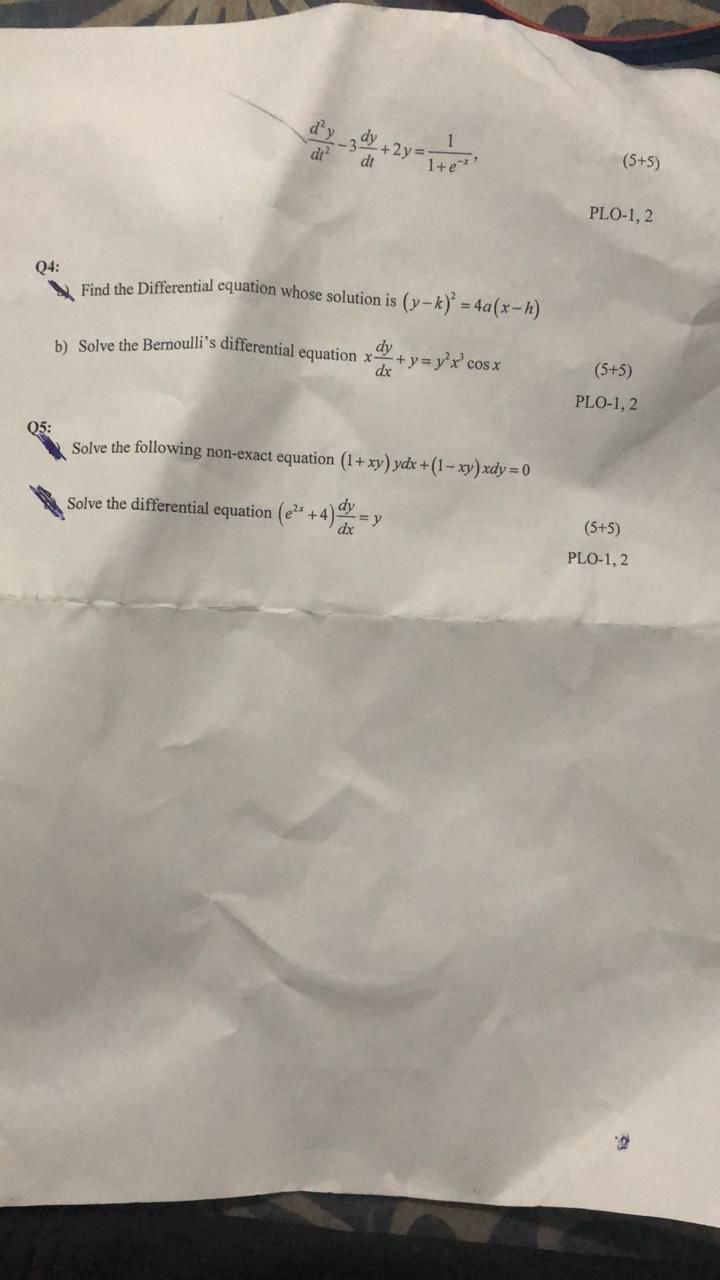 d²y/dt² −3 dy/dt +2y = 1/(1+e⁻ˣ),
(5+5)
PLO-1, 2
Q4:
Find the Differential equation whose solution is (y−k)² = 4a(x−h)
b) Solve the Bernoulli's differential equation x dy/dx + y = y²x³ cos x
(5+5)
PLO-1, 2
Q5:
Solve the following non-exact equation (1+xy) ydx+(1−xy)xdy=0
Solve the differential equation (e²ˣ +4) dy/dx = y
(5+5)
PLO-1, 2